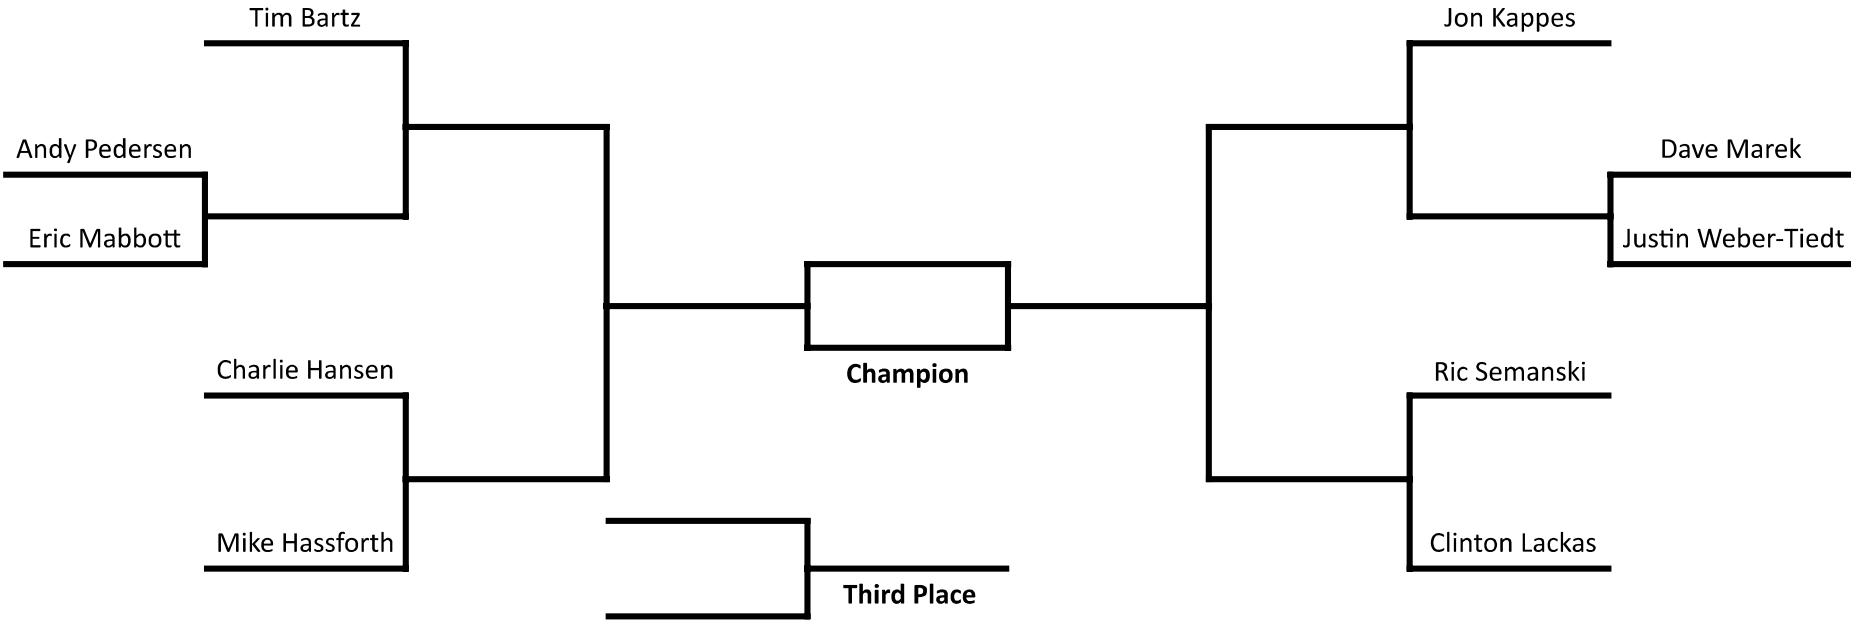 Tim Bartz
Jon Kappes
Andy Pedersen
Dave Marek
Eric Mabbott
Justin Weber-Tiedt
Charlie Hansen
Champion
Ric Semanski
Mike Hassforth
Clinton Lackas
Third Place